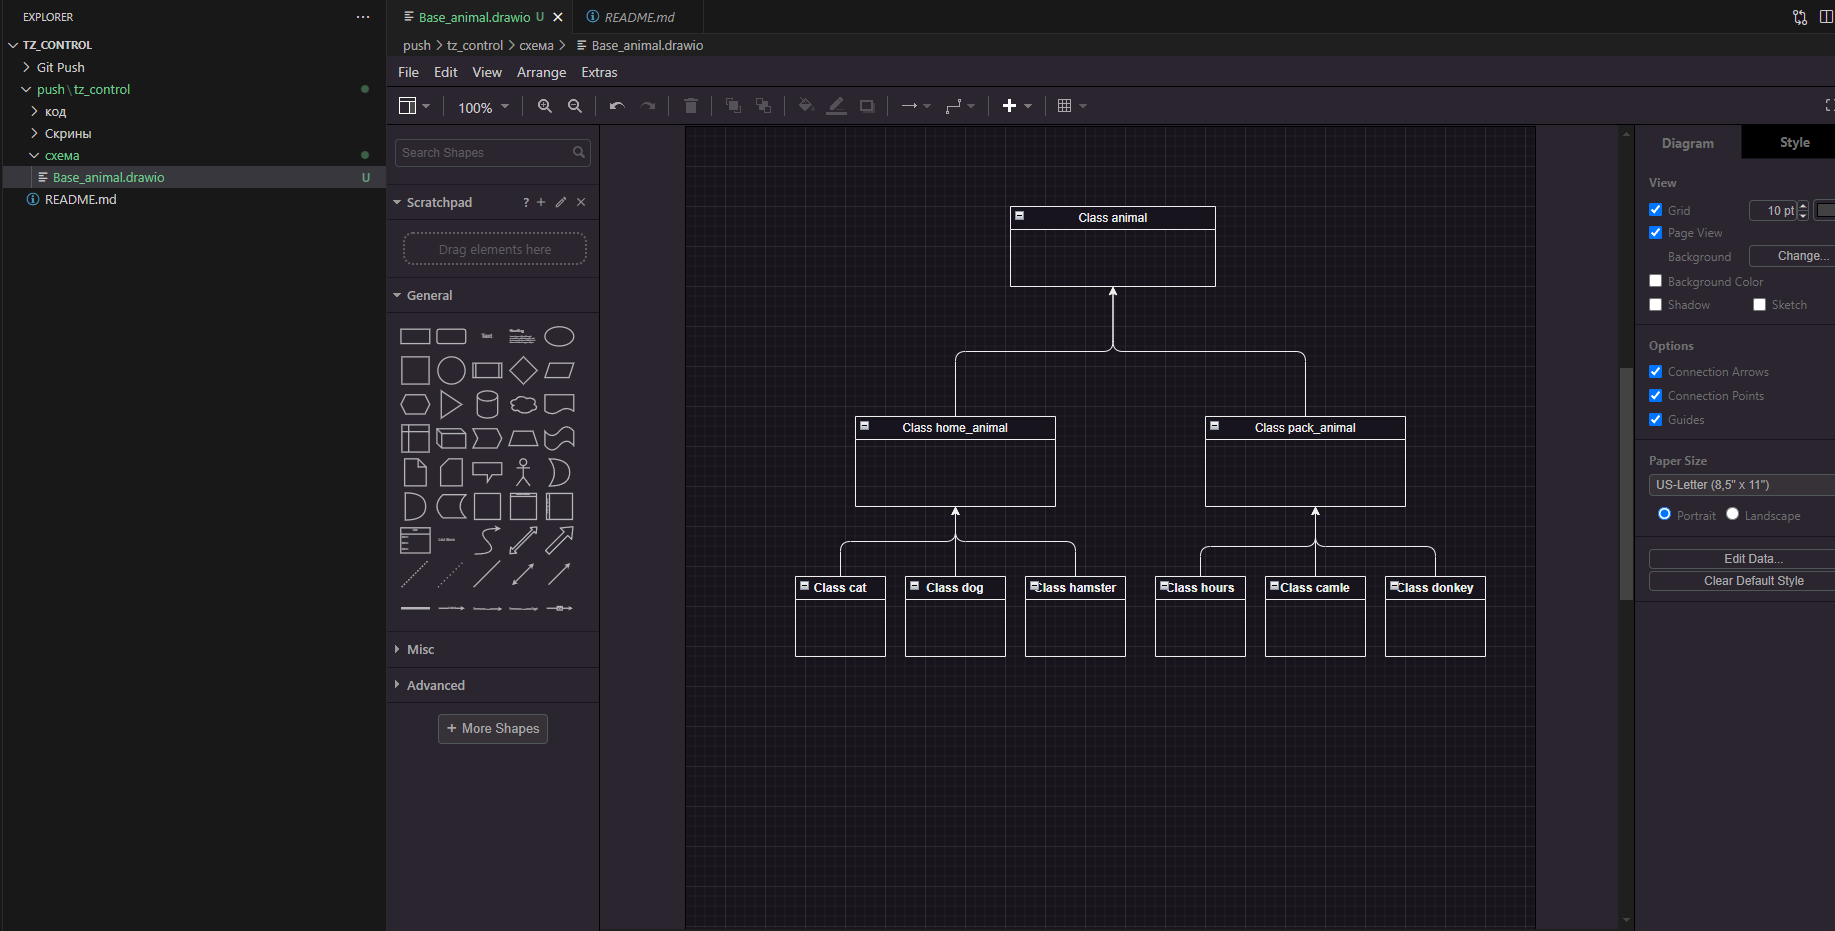 EXPLORER
TZ_CONTROL
Git Push
push\tz_control
код
Скрины
схема
Base_animal.drawio U
README.md
Base_animal.drawio U
README.md
push > tz_control > схема > Base_animal.drawio
File Edit View Arrange Extras
100%
Search Shapes
Scratchpad ?
Drag elements here
General
Text
Heading
List Item
Misc
Advanced
+ More Shapes
Class animal
Class home_animal
Class pack_animal
Class cat
Class dog
Class hamster
Class hours
Class camle
Class donkey
Diagram Style
View
Grid 10 pt
Page View
Background Change...
Background Color
Shadow Sketch
Options
Connection Arrows
Connection Points
Guides
Paper Size
US-Letter (8,5" x 11")
Portrait Landscape
Edit Data...
Clear Default Style